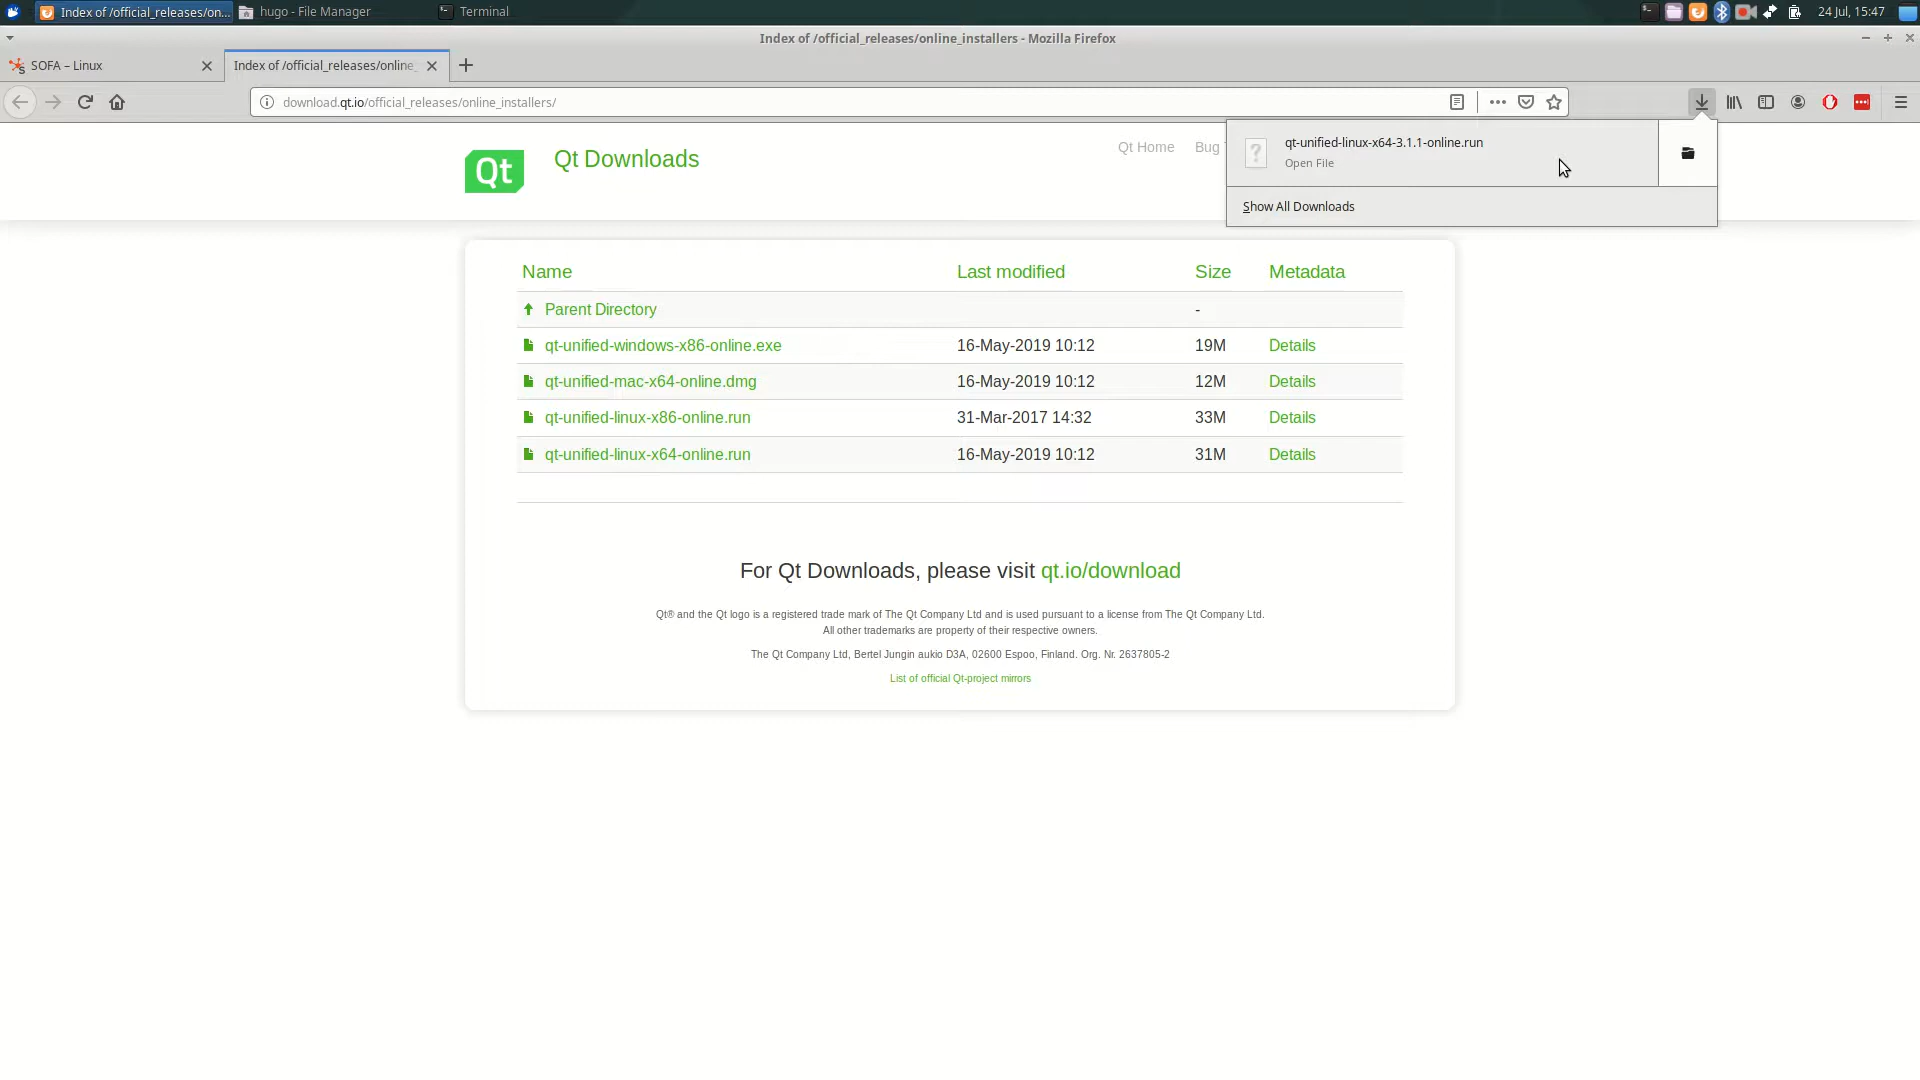 Index of /official_releases/on...
hugo - File Manager
Terminal
24 Jul, 15:47
Index of /official_releases/online_installers - Mozilla Firefox
SOFA – Linux
Index of /official_releases/online_
download.qt.io/official_releases/online_installers/
qt-unified-linux-x64-3.1.1-online.run
Open File
Show All Downloads
Qt
Qt Downloads
Qt Home
Bug
Name Last modified Size Metadata
Parent Directory -
qt-unified-windows-x86-online.exe 16-May-2019 10:12 19M Details
qt-unified-mac-x64-online.dmg 16-May-2019 10:12 12M Details
qt-unified-linux-x86-online.run 31-Mar-2017 14:32 33M Details
qt-unified-linux-x64-online.run 16-May-2019 10:12 31M Details
For Qt Downloads, please visit qt.io/download
Qt® and the Qt logo is a registered trade mark of The Qt Company Ltd and is used pursuant to a license from The Qt Company Ltd.
All other trademarks are property of their respective owners.
The Qt Company Ltd, Bertel Jungin aukio D3A, 02600 Espoo, Finland. Org. Nr. 2637805-2
List of official Qt-project mirrors